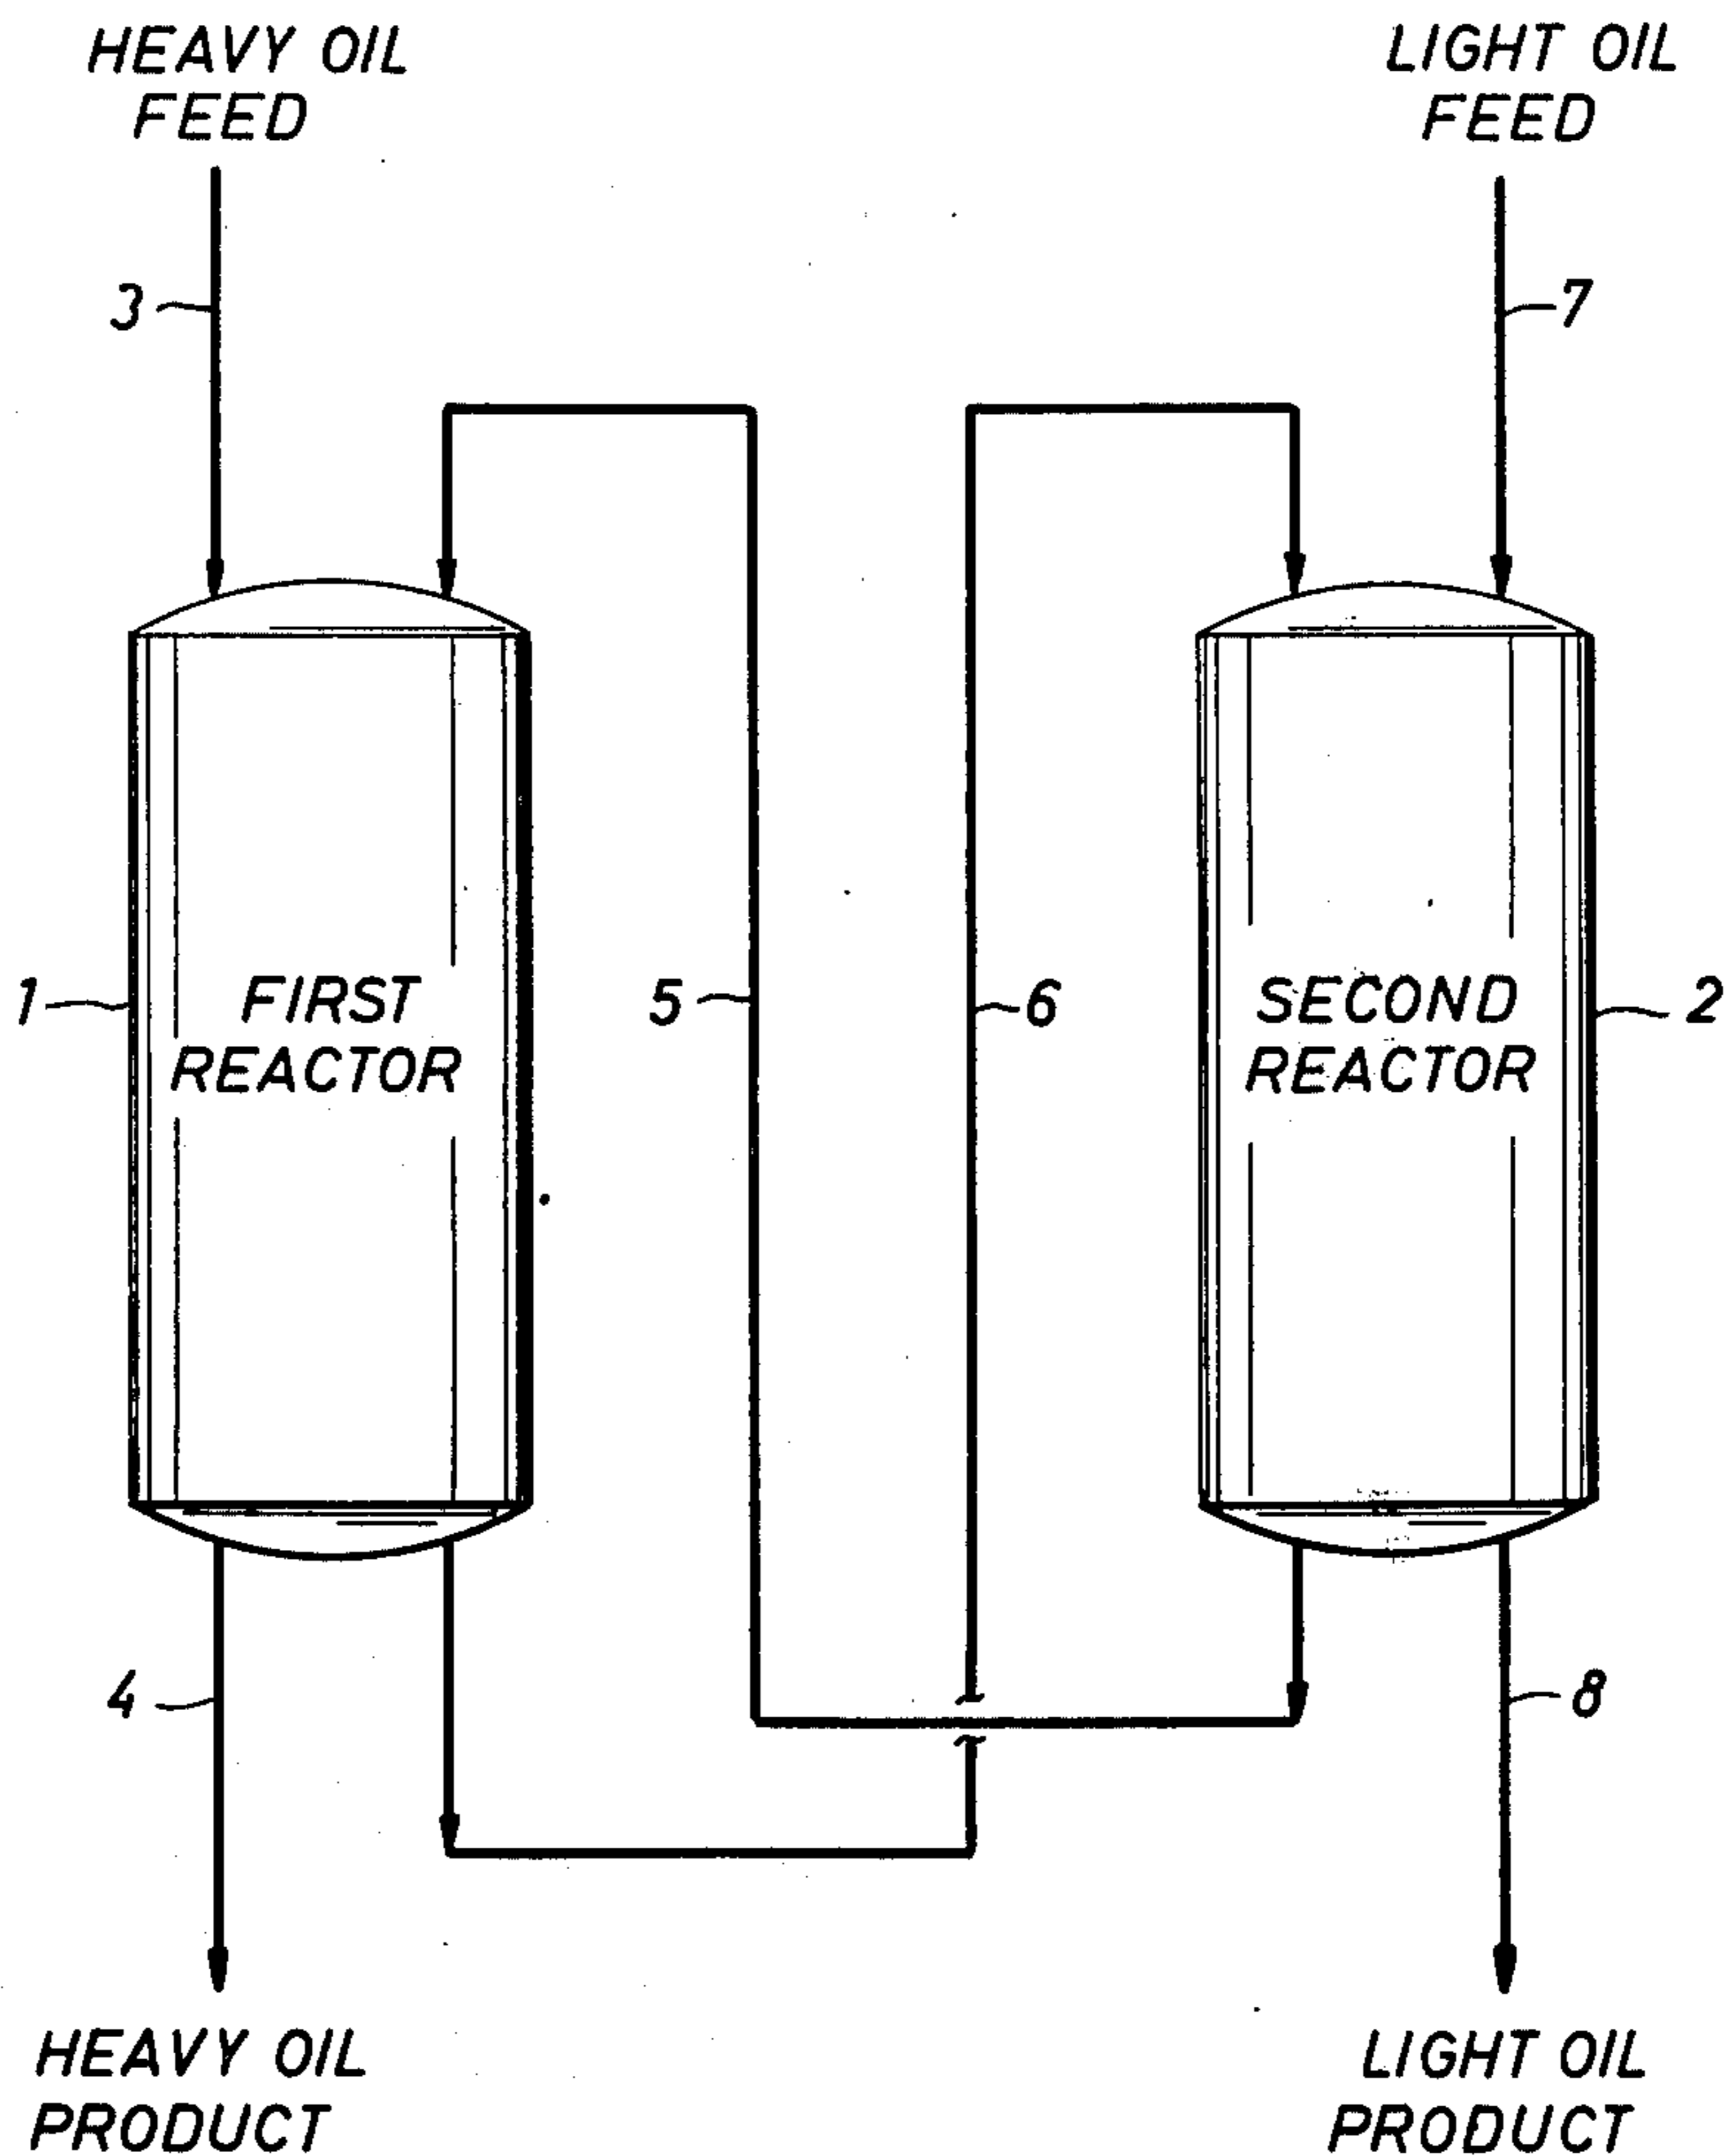 HEAVY OIL
FEED
LIGHT OIL
FEED
3
7
1
FIRST
REACTOR
5
6
SECOND
REACTOR
2
4
8
HEAVY OIL
PRODUCT
LIGHT OIL
PRODUCT